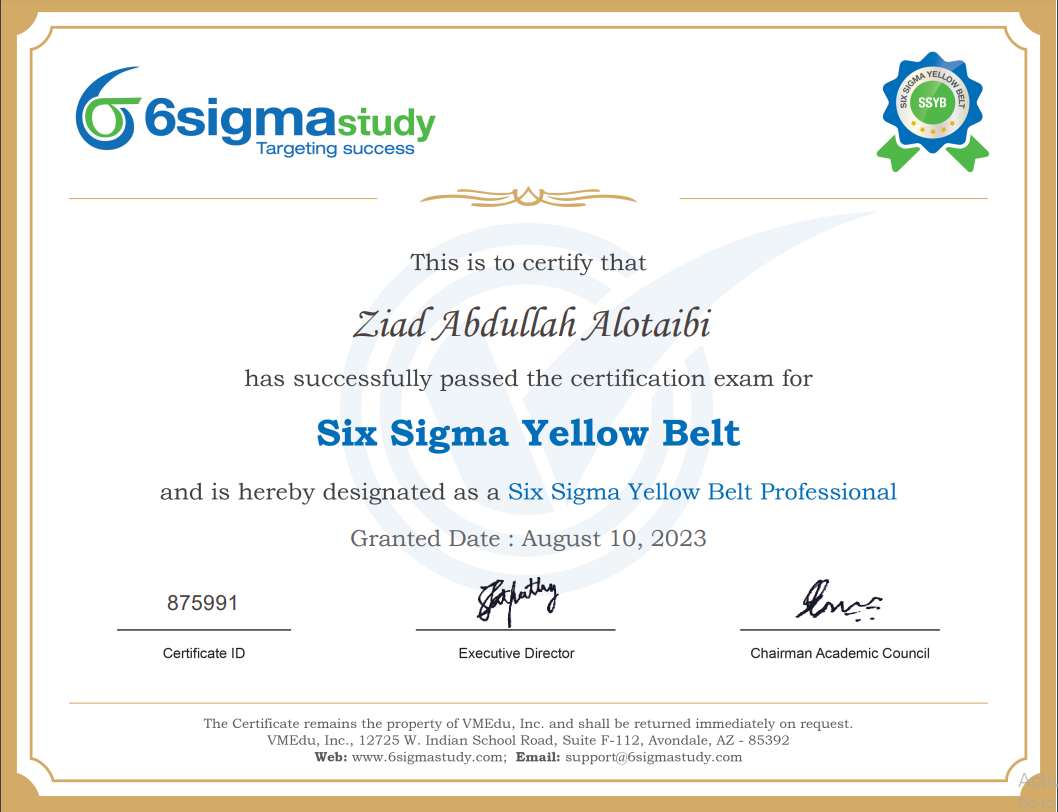 6sigmastudy
Targeting success
SIX SIGMA YELLOW BELT
SSYB
This is to certify that
Ziad Abdullah Alotaibi
has successfully passed the certification exam for
Six Sigma Yellow Belt
and is hereby designated as a Six Sigma Yellow Belt Professional
Granted Date : August 10, 2023
875991
Certificate ID
Executive Director
Chairman Academic Council
The Certificate remains the property of VMEdu, Inc. and shall be returned immediately on request.
VMEdu, Inc., 12725 W. Indian School Road, Suite F-112, Avondale, AZ - 85392
Web: www.6sigmastudy.com; Email: support@6sigmastudy.com